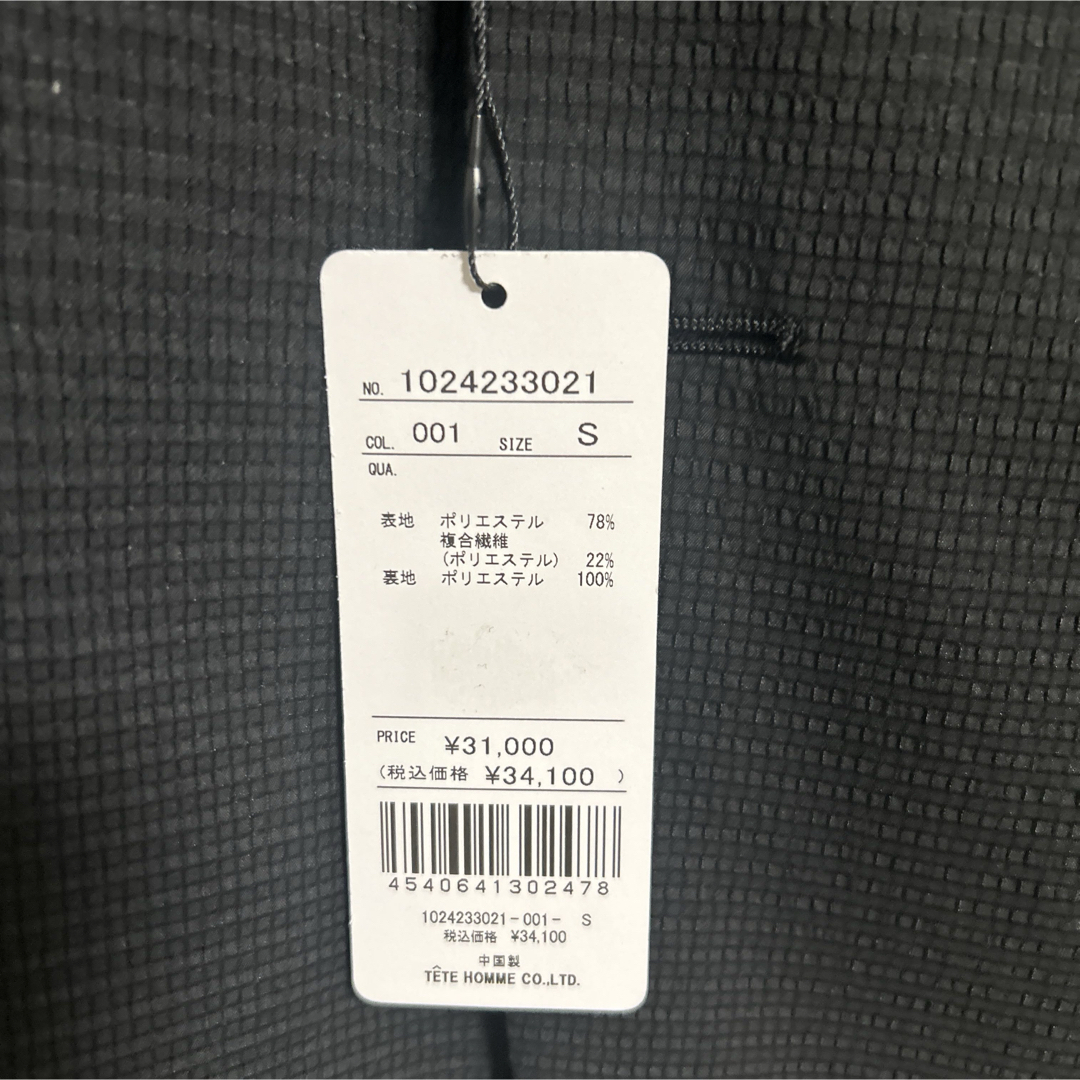 NO. 1024233021
COL. 001 SIZE S
QUA.
表地 ポリエステル 78%
複合繊維
(ポリエステル) 22%
裏地 ポリエステル 100%
PRICE ¥31,000
(税込価格 ¥34,100 )
4540641302478
1024233021-001- S
税込価格 ¥34,100
中国製
TÊTE HOMME CO.,LTD.